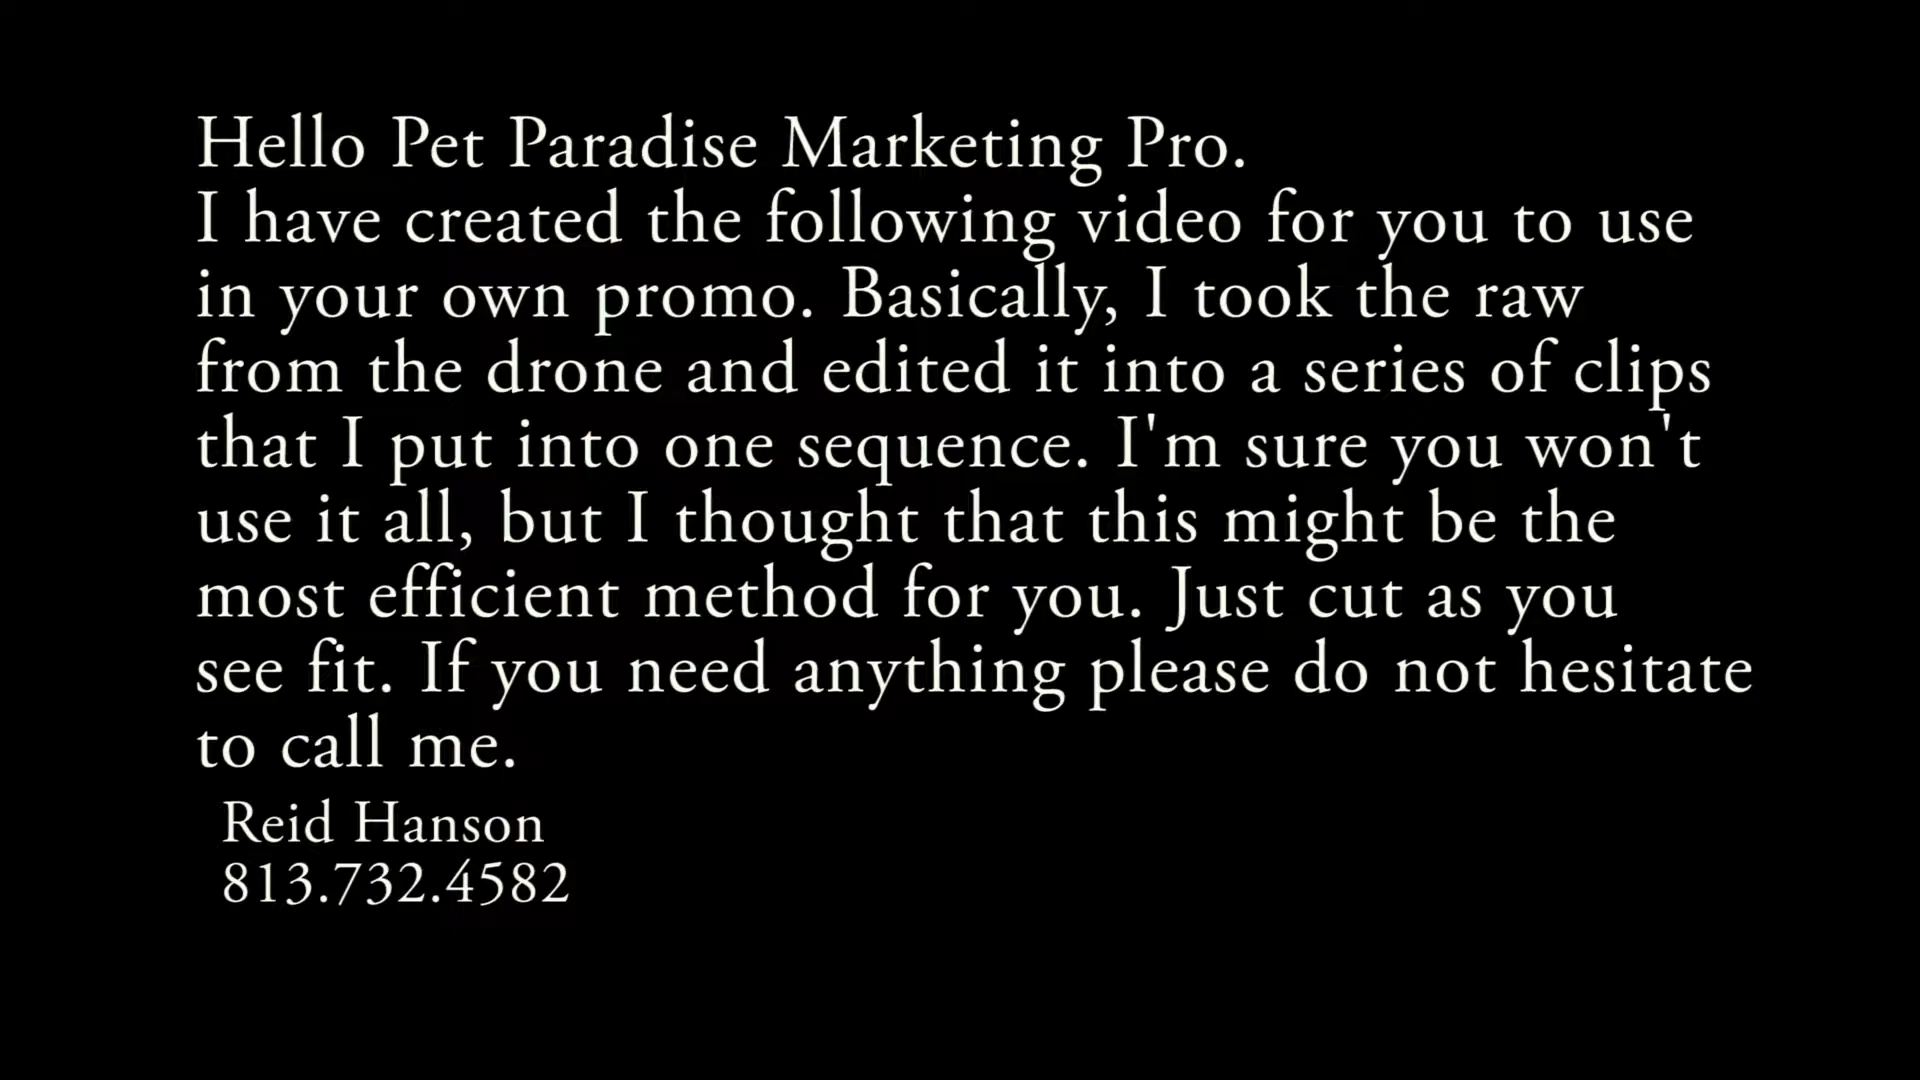 Hello Pet Paradise Marketing Pro.
I have created the following video for you to use
in your own promo. Basically, I took the raw
from the drone and edited it into a series of clips
that I put into one sequence. I'm sure you won't
use it all, but I thought that this might be the
most efficient method for you. Just cut as you
see fit. If you need anything please do not hesitate
to call me.
Reid Hanson
813.732.4582